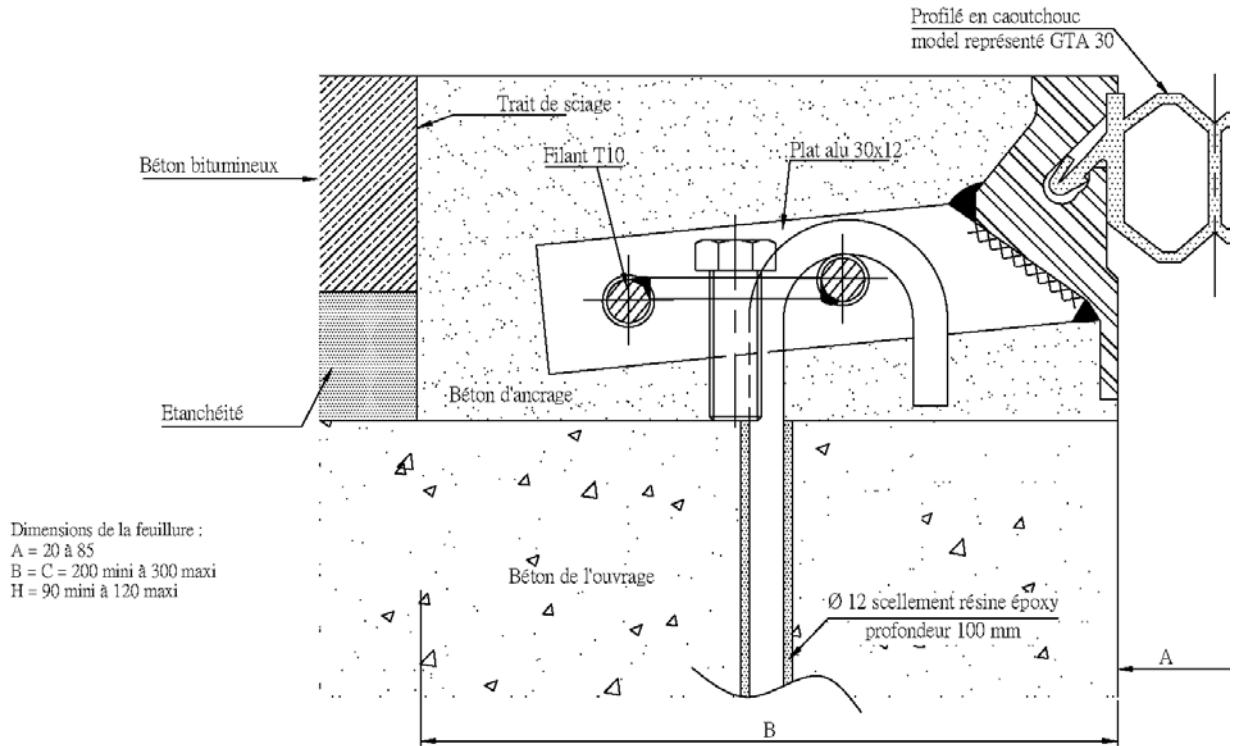 Profilé en caoutchouc
model représenté GTA 30
Trait de sciage
Filant T10
Plat alu 30x12
Béton bitumineux
Béton d'ancrage
Etanchéité
Dimensions de la feuillure :
A = 20 à 85
B = C = 200 mini à 300 maxi
H = 90 mini à 120 maxi
Béton de l'ouvrage
Ø 12 scellement résine époxy
profondeur 100 mm
A
B